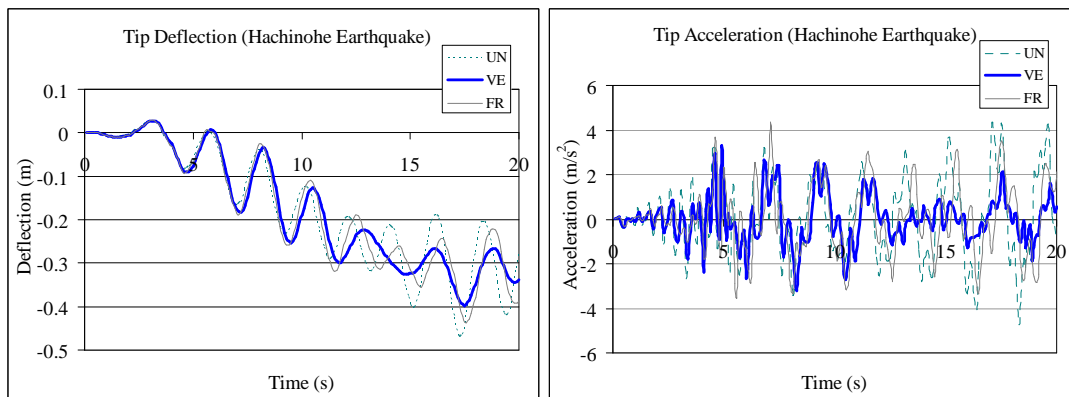 Tip Deflection (Hachinohe Earthquake)
UN
VE
FR
0.1
0
-0.1
-0.2
-0.3
-0.4
-0.5
0
5
10
15
20
Deflection (m)
Time (s)
Tip Acceleration (Hachinohe Earthquake)
UN
VE
FR
6
4
2
0
-2
-4
-6
0
5
10
15
20
Acceleration (m/s²)
Time (s)